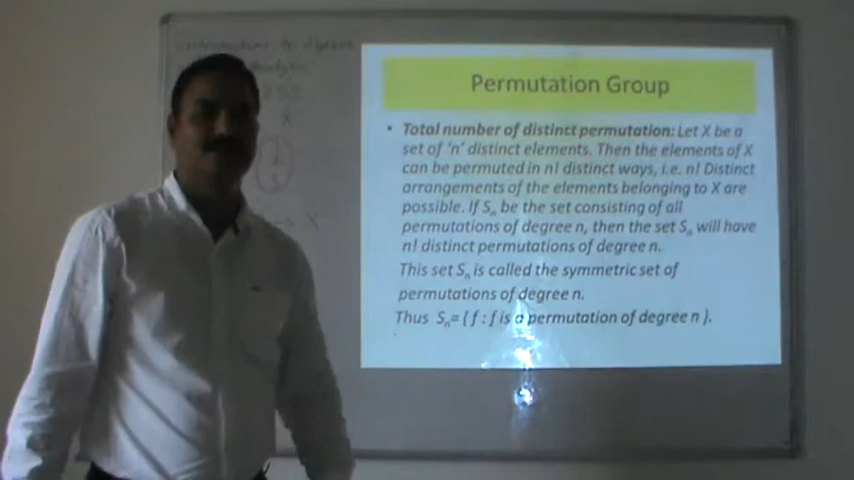 Introduction to Algebra
Permutation Group
• Total number of distinct permutation: Let X be a
set of 'n' distinct elements. Then the elements of X
can be permuted in n! distinct ways, i.e. n! Distinct
arrangements of the elements belonging to X are
possible. If Sₙ be the set consisting of all
permutations of degree n, then the set Sₙ will have
n! distinct permutations of degree n.
This set Sₙ is called the symmetric set of
permutations of degree n.
Thus Sₙ= { f : f is a permutation of degree n }.
X
X